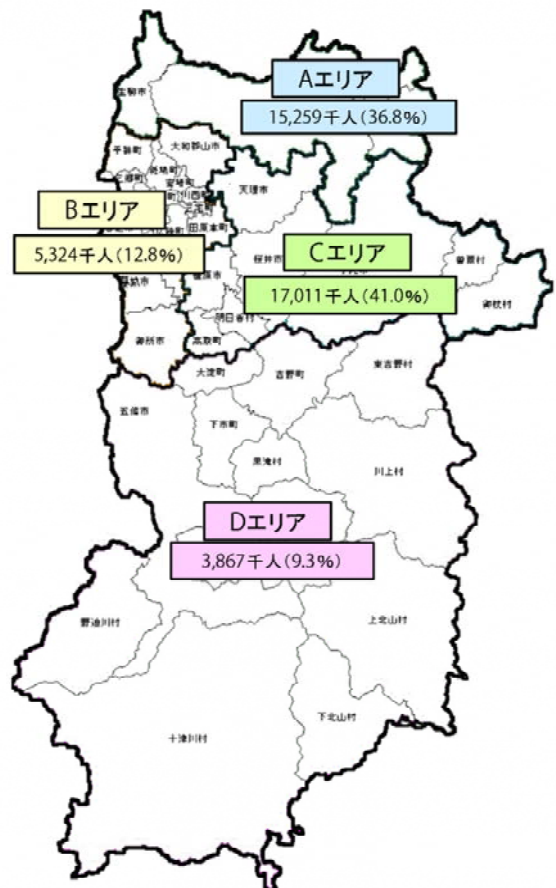 Aエリア
15,259千人(36.8%)
生駒市
平群町
大和郡山市
三郷町
斑鳩町
安堵町
川西町
天理市
Bエリア
田原本町
5,324千人(12.8%)
桜井市
Cエリア
曽爾村
17,011千人(41.0%)
御杖村
橿原市
明日香村
高取町
御所市
大淀町
吉野町
東吉野村
五條市
下市町
黒滝村
川上村
Dエリア
3,867千人(9.3%)
野迫川村
上北山村
下北山村
十津川村